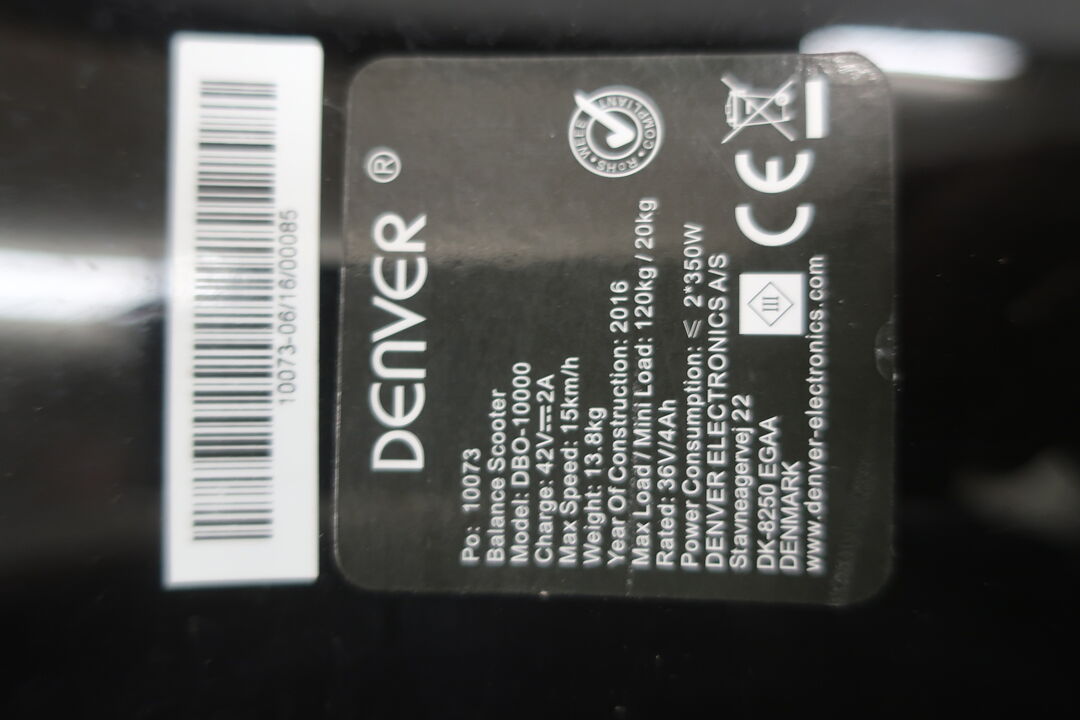 10073-06/16/00085
DENVER®
Po: 10073
Balance Scooter
Model: DBO-10000
Charge: 42V⎓2A
Max Speed: 15km/h
Weight: 13.8kg
Year Of Construction: 2016
Max Load / Mini Load: 120kg / 20kg
Rated: 36V/4Ah
Power Consumption: ≤ 2*350W
DENVER ELECTRONICS A/S
Stavneagervej 22
DK-8250 EGAA
DENMARK
www.denver-electronics.com
WEEE • COMPLIANT • RoHS •
III
CE